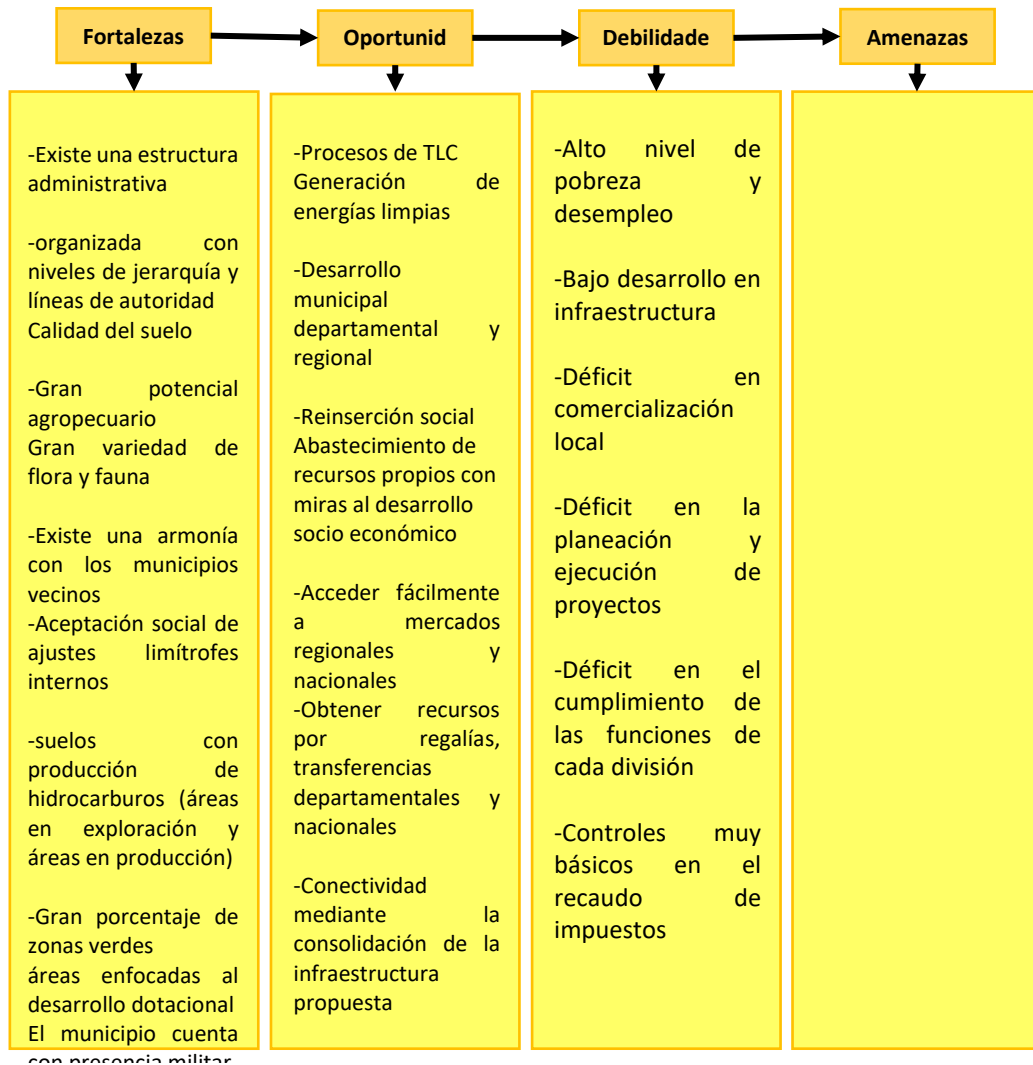 Fortalezas
Oportunid
Debilidade
Amenazas
-Existe una estructura
administrativa
-organizada con
niveles de jerarquía y
líneas de autoridad
Calidad del suelo
-Gran potencial
agropecuario
Gran variedad de
flora y fauna
-Existe una armonía
con los municipios
vecinos
-Aceptación social de
ajustes limítrofes
internos
-suelos con
producción de
hidrocarburos (áreas
en exploración y
áreas en producción)
-Gran porcentaje de
zonas verdes
áreas enfocadas al
desarrollo dotacional
El municipio cuenta
con presencia militar
-Procesos de TLC
Generación de
energías limpias
-Desarrollo
municipal
departamental y
regional
-Reinserción social
Abastecimiento de
recursos propios con
miras al desarrollo
socio económico
-Acceder fácilmente
a mercados
regionales y
nacionales
-Obtener recursos
por regalías,
transferencias
departamentales y
nacionales
-Conectividad
mediante la
consolidación de la
infraestructura
propuesta
-Alto nivel de
pobreza y
desempleo
-Bajo desarrollo en
infraestructura
-Déficit en
comercialización
local
-Déficit en la
planeación y
ejecución de
proyectos
-Déficit en el
cumplimiento de
las funciones de
cada división
-Controles muy
básicos en el
recaudo de
impuestos